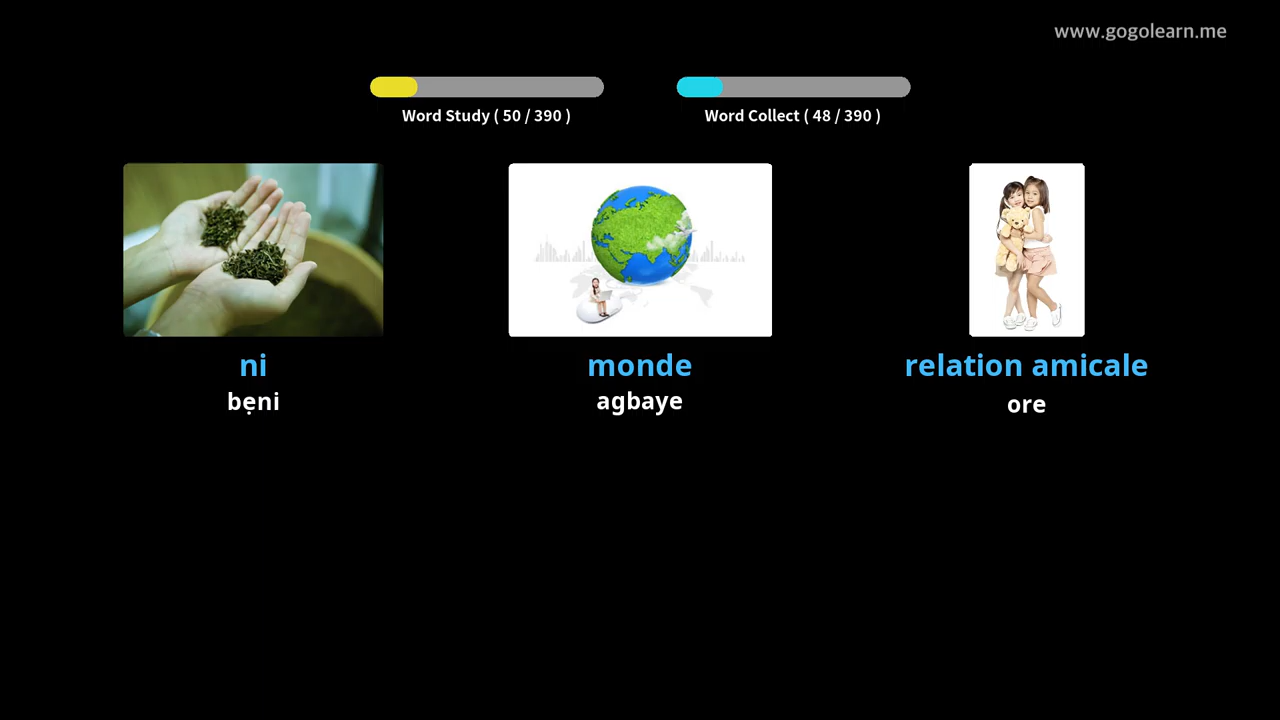 www.gogolearn.me
Word Study ( 50 / 390 )
Word Collect ( 48 / 390 )
ni
bẹni
monde
agbaye
relation amicale
ore